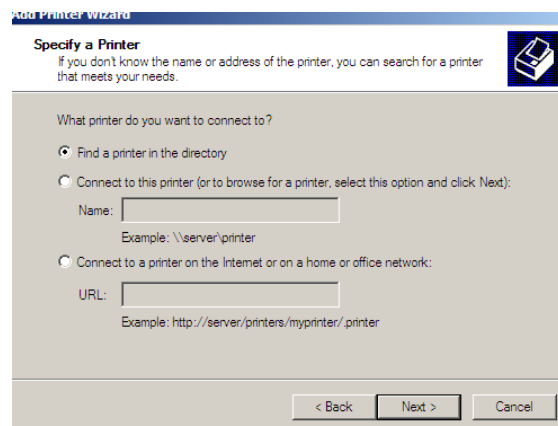 Add Printer Wizard
Specify a Printer
If you don't know the name or address of the printer, you can search for a printer
that meets your needs.
What printer do you want to connect to?
Find a printer in the directory
Connect to this printer (or to browse for a printer, select this option and click Next):
Name:
Example: \\server\printer
Connect to a printer on the Internet or on a home or office network:
URL:
Example: http://server/printers/myprinter/.printer
< Back Next > Cancel